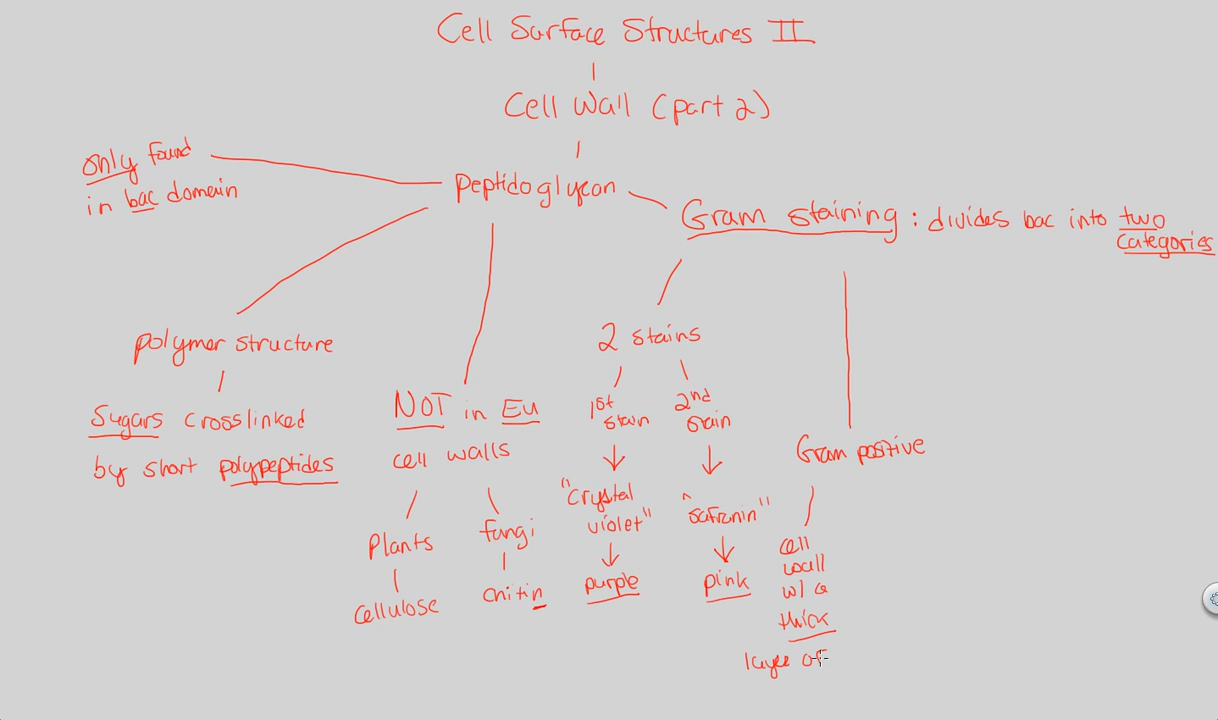 Cell Surface Structures II
Cell Wall (part 2)
only found
in bac domain
Peptidoglycan
Gram staining : divides bac into two
categories
polymer structure
Sugars crosslinked
by short polypeptides
NOT in Eu
cell walls
Plants
cellulose
fungi
chitin
2 stains
1st
stain
2nd
stain
"crystal
violet"
purple
"safranin"
pink
Gram positive
cell
wall
w/ a
thick
layer of